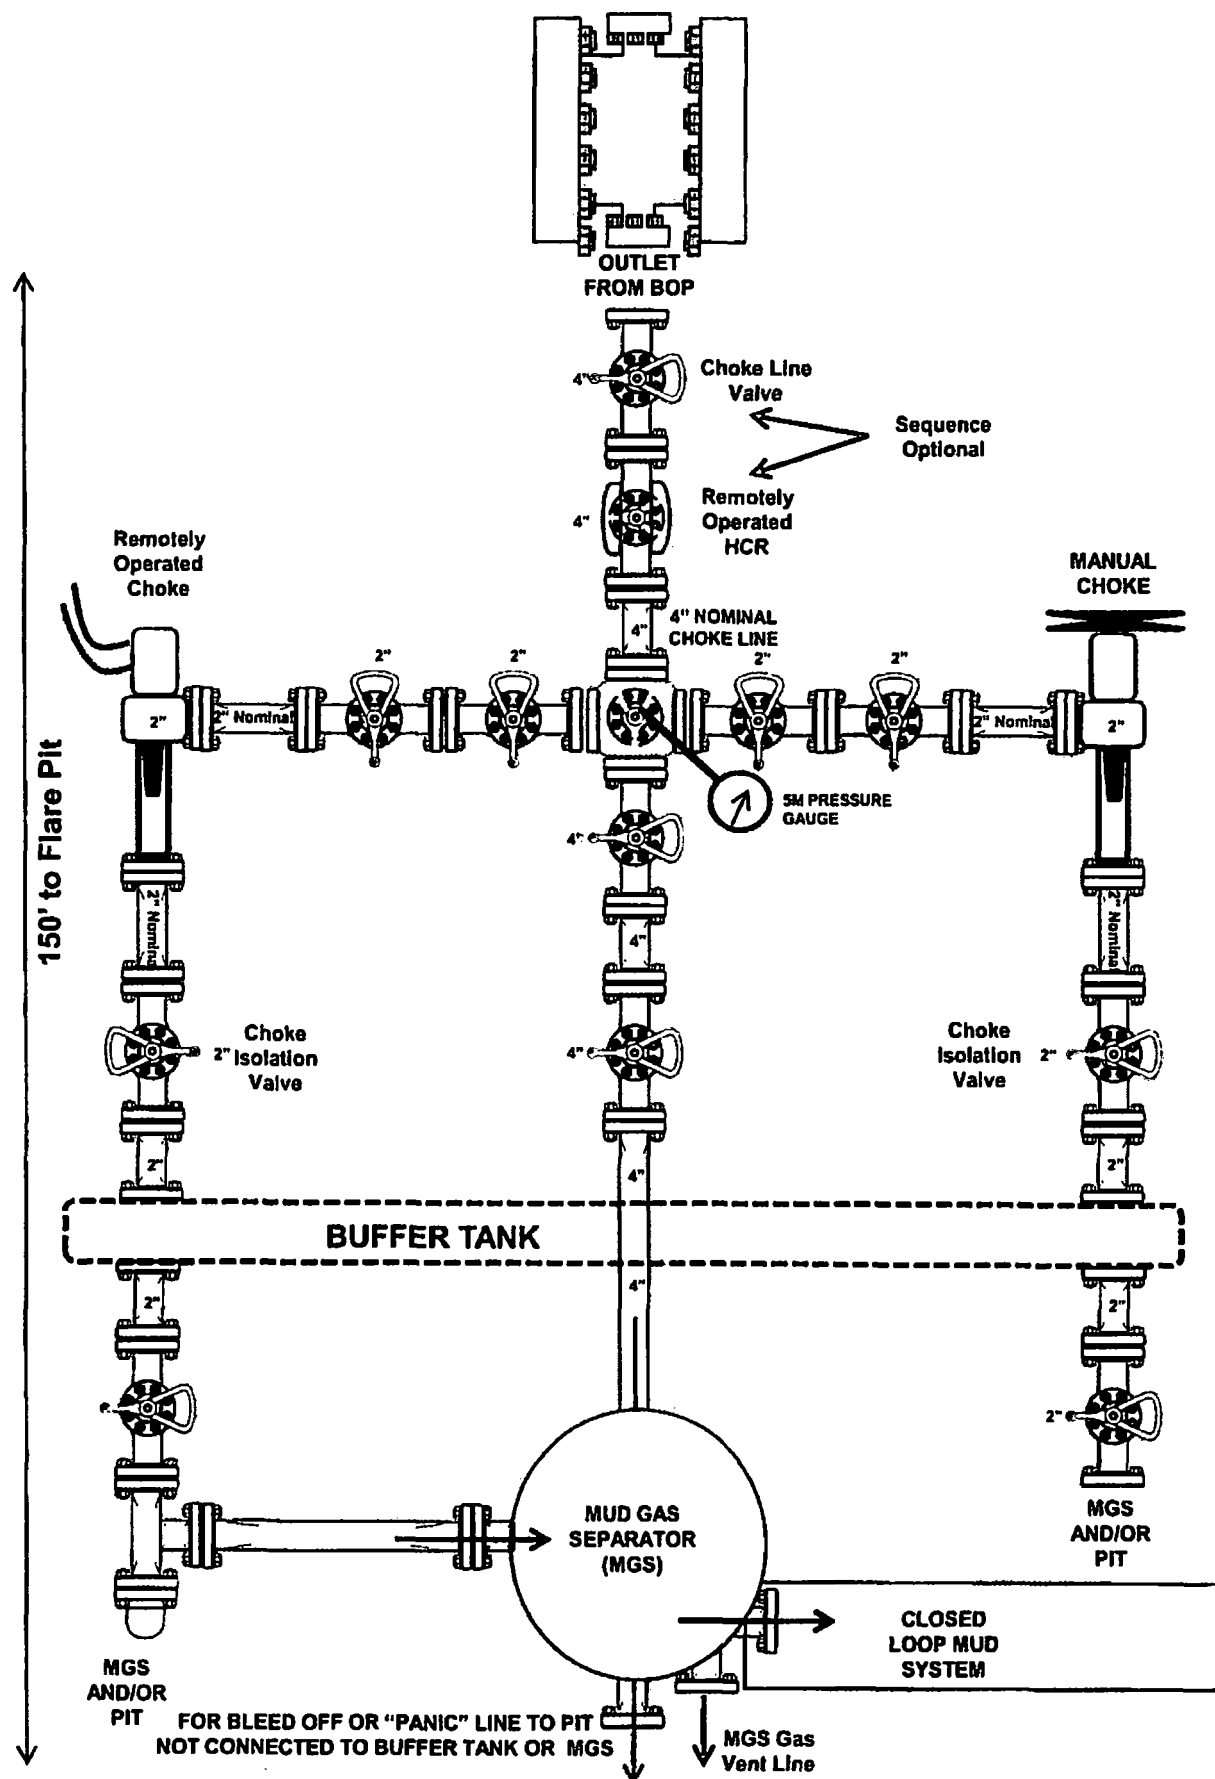 OUTLET
FROM BOP
4"
Choke Line
Valve
Sequence
Optional
4"
Remotely
Operated
HCR
Remotely
Operated
Choke
MANUAL
CHOKE
4"
4" NOMINAL
CHOKE LINE
2"
2"
2"
2"
2"
2" Nominal
2" Nominal
2"
5M PRESSURE
GAUGE
4"
150' to Flare Pit
2" Nominal
4"
2" Nominal
Choke
2" Isolation
Valve
4"
Choke
Isolation
Valve
2"
2"
4"
2"
BUFFER TANK
2"
4"
2"
2"
MUD GAS
SEPARATOR
(MGS)
MGS
AND/OR
PIT
CLOSED
LOOP MUD
SYSTEM
MGS
AND/OR
PIT
FOR BLEED OFF OR "PANIC" LINE TO PIT
NOT CONNECTED TO BUFFER TANK OR MGS
MGS Gas
Vent Line